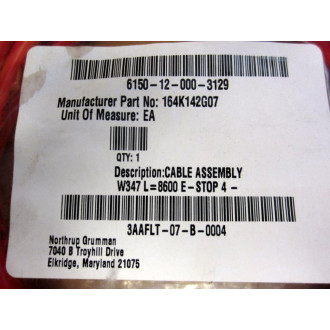 6150-12-000-3129
Manufacturer Part No: 164K142G07
Unit Of Measure: EA
QTY: 1
Description:CABLE ASSEMBLY
W347 L=8600 E-STOP 4 -
3AAFLT-07-B-0004
Northrup Grumman
7040 B Troyhill Drive
Elkridge, Maryland 21075